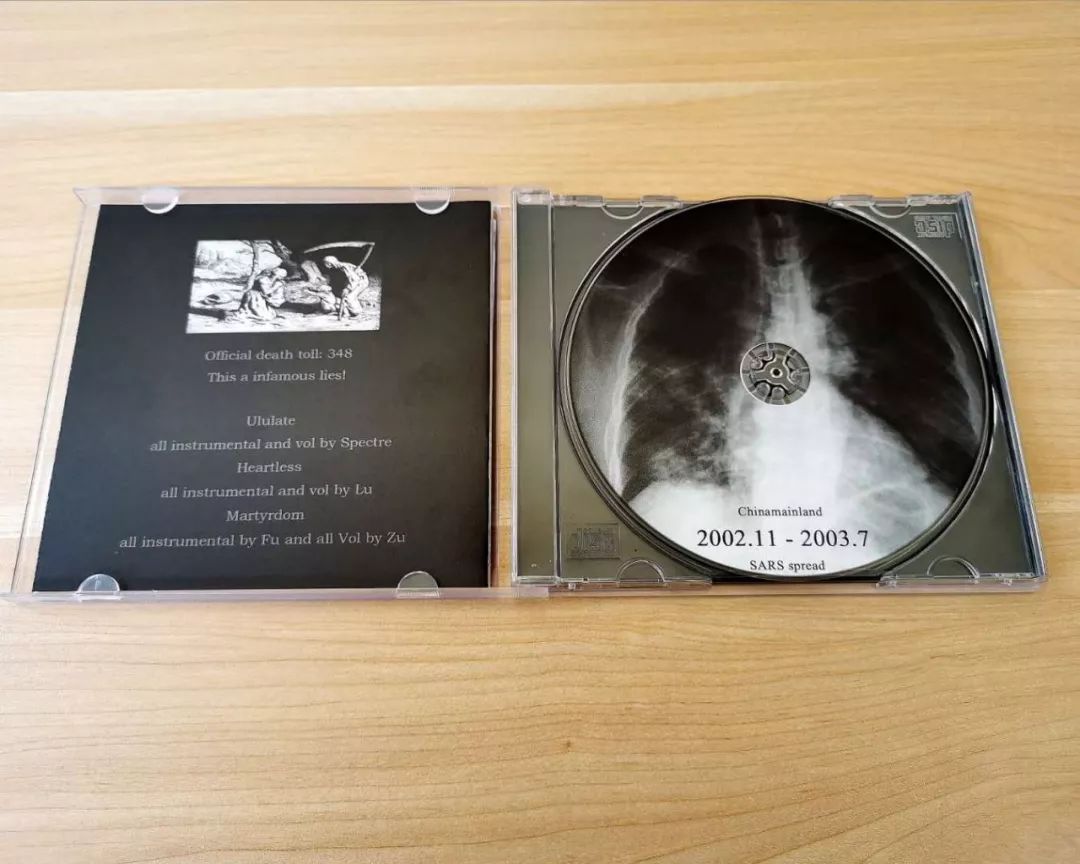 Official death toll: 348
This a infamous lies!
Ululate
all instrumental and vol by Spectre
Heartless
all instrumental and vol by Lu
Martyrdom
all instrumental by Fu and all Vol by Zu
Chinamainland
2002.11 - 2003.7
SARS spread